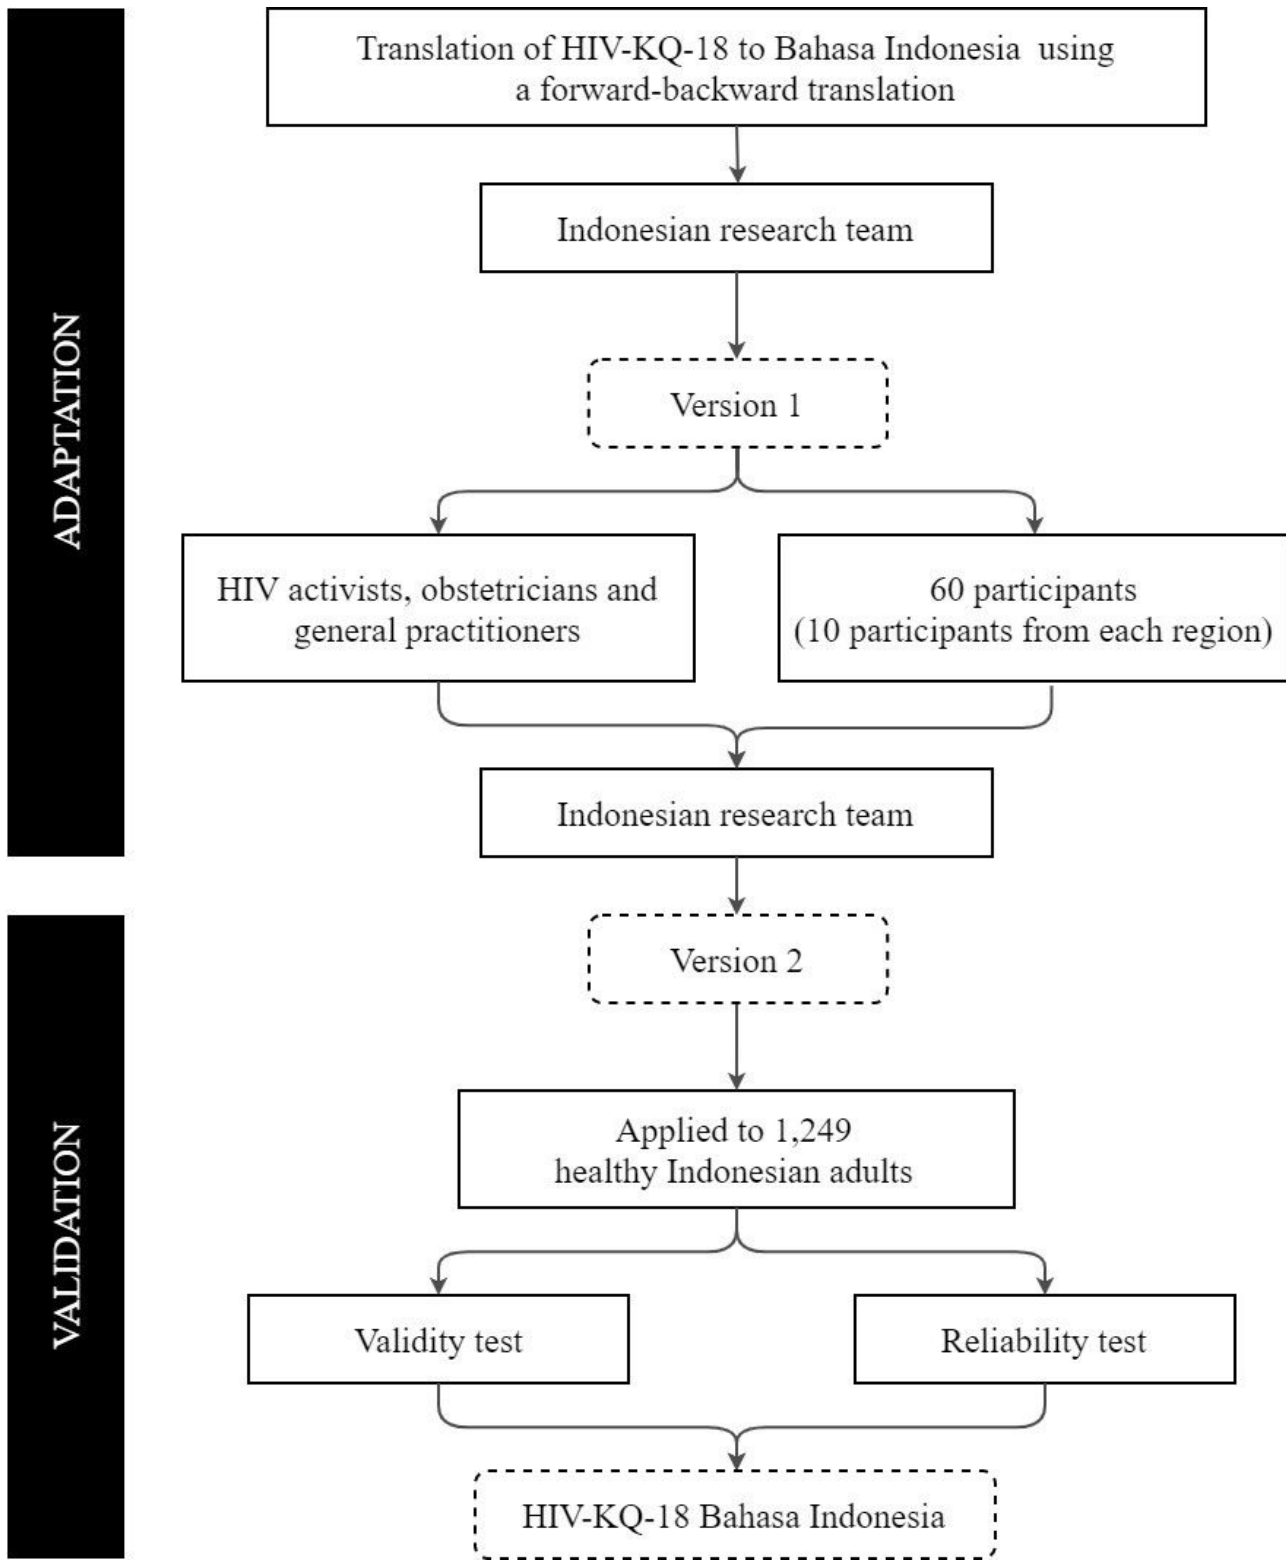 ADAPTATION
Translation of HIV-KQ-18 to Bahasa Indonesia using
a forward-backward translation
Indonesian research team
Version 1
HIV activists, obstetricians and
general practitioners
60 participants
(10 participants from each region)
Indonesian research team
VALIDATION
Version 2
Applied to 1,249
healthy Indonesian adults
Validity test
Reliability test
HIV-KQ-18 Bahasa Indonesia